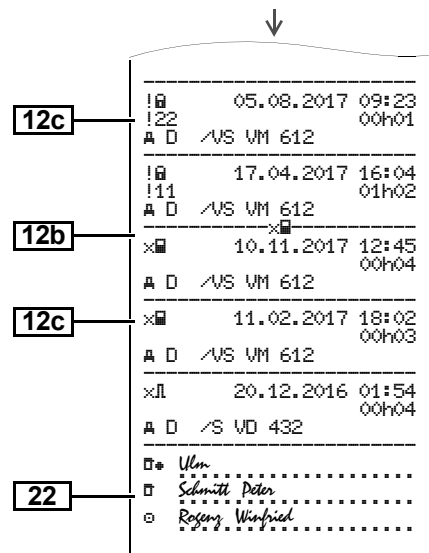 !🔒 05.08.2017 09:23
12c
!22 00h01
D /VS VM 612
!🔒 17.04.2017 16:04
!11 01h02
D /VS VM 612
12b
x
x 10.11.2017 12:45
00h04
D /VS VM 612
12c
x 11.02.2017 18:02
00h03
D /VS VM 612
x 20.12.2016 01:54
00h04
D /S VD 432
Ulm
22
Schmitt Peter
Rogenz Winfried